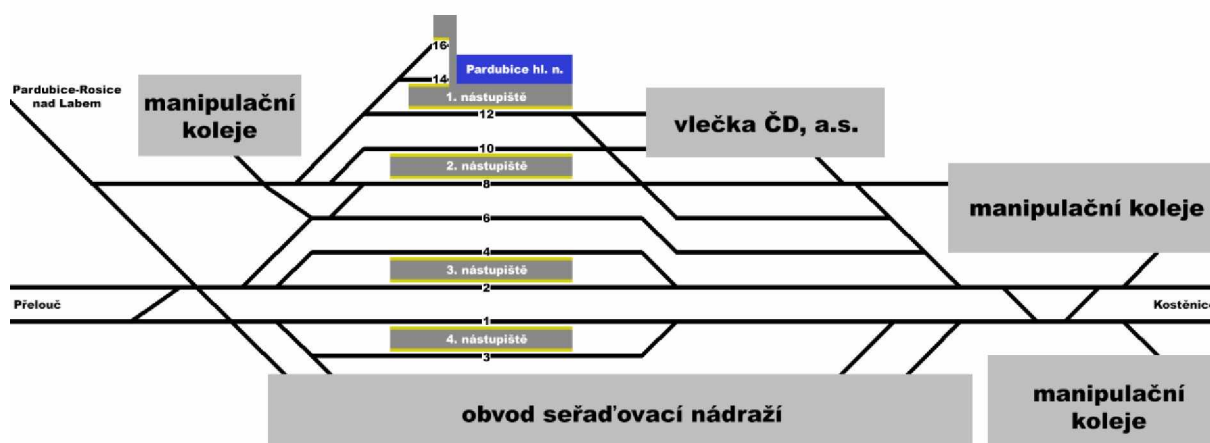 16
Pardubice hl. n.
14
1. nástupiště
12
Pardubice-Rosice
nad Labem
manipulační
koleje
vlečka ČD, a.s.
10
2. nástupiště
8
manipulační koleje
6
4
3. nástupiště
2
Přelouč
Kostěnice
1
4. nástupiště
3
obvod seřaďovací nádraží
manipulační
koleje